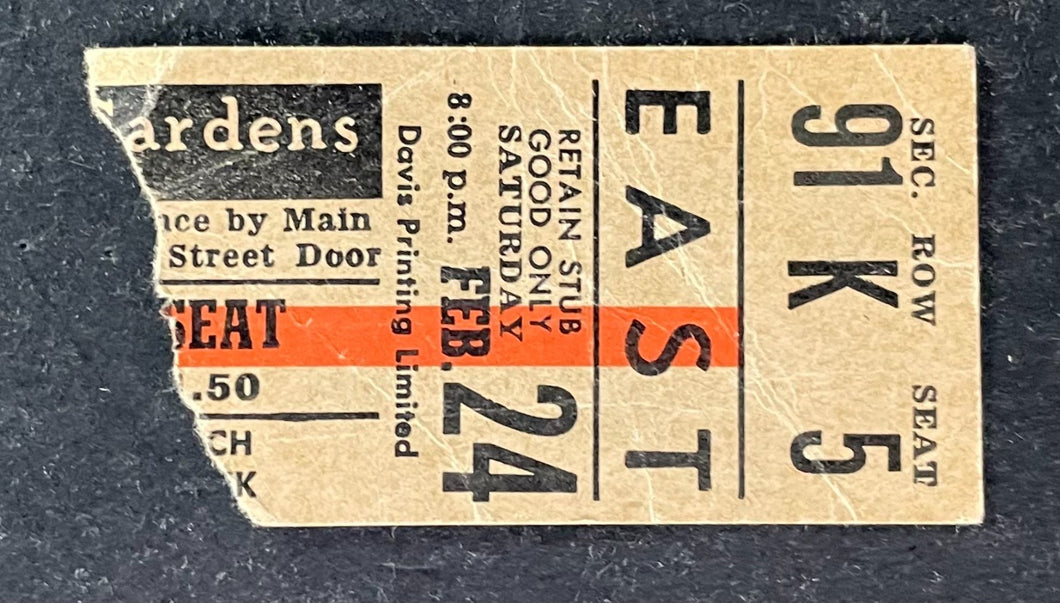 ardens
by Main
Street Door
SEAT
.50
CH
K
Davis Printing Limited
8:00 p.m. FEB. 24
SATURDAY
GOOD ONLY
RETAIN STUB
EAST
91 K 5
SEC. ROW SEAT